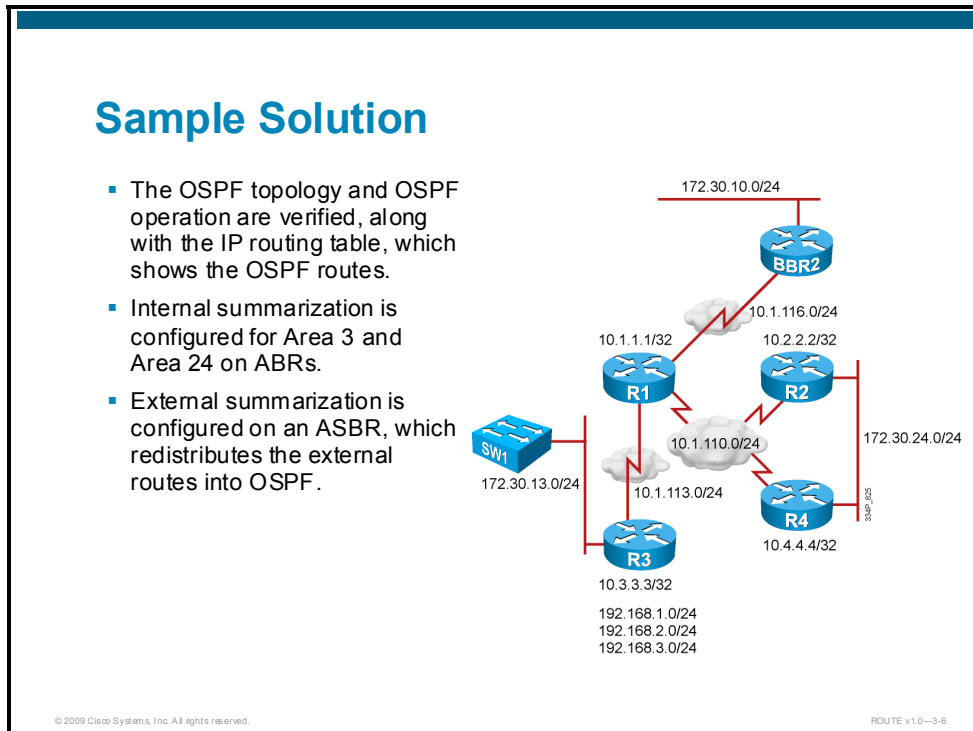 Sample Solution
▪ The OSPF topology and OSPF
operation are verified, along
with the IP routing table, which
shows the OSPF routes.
▪ Internal summarization is
configured for Area 3 and
Area 24 on ABRs.
▪ External summarization is
configured on an ASBR, which
redistributes the external
routes into OSPF.
172.30.10.0/24
BBR2
10.1.116.0/24
10.1.1.1/32
10.2.2.2/32
R1
R2
10.1.110.0/24
172.30.24.0/24
SW1
172.30.13.0/24
10.1.113.0/24
R4
334P_625
10.4.4.4/32
R3
10.3.3.3/32
192.168.1.0/24
192.168.2.0/24
192.168.3.0/24
© 2009 Cisco Systems, Inc. All rights reserved.
ROUTE v1.0—3-6